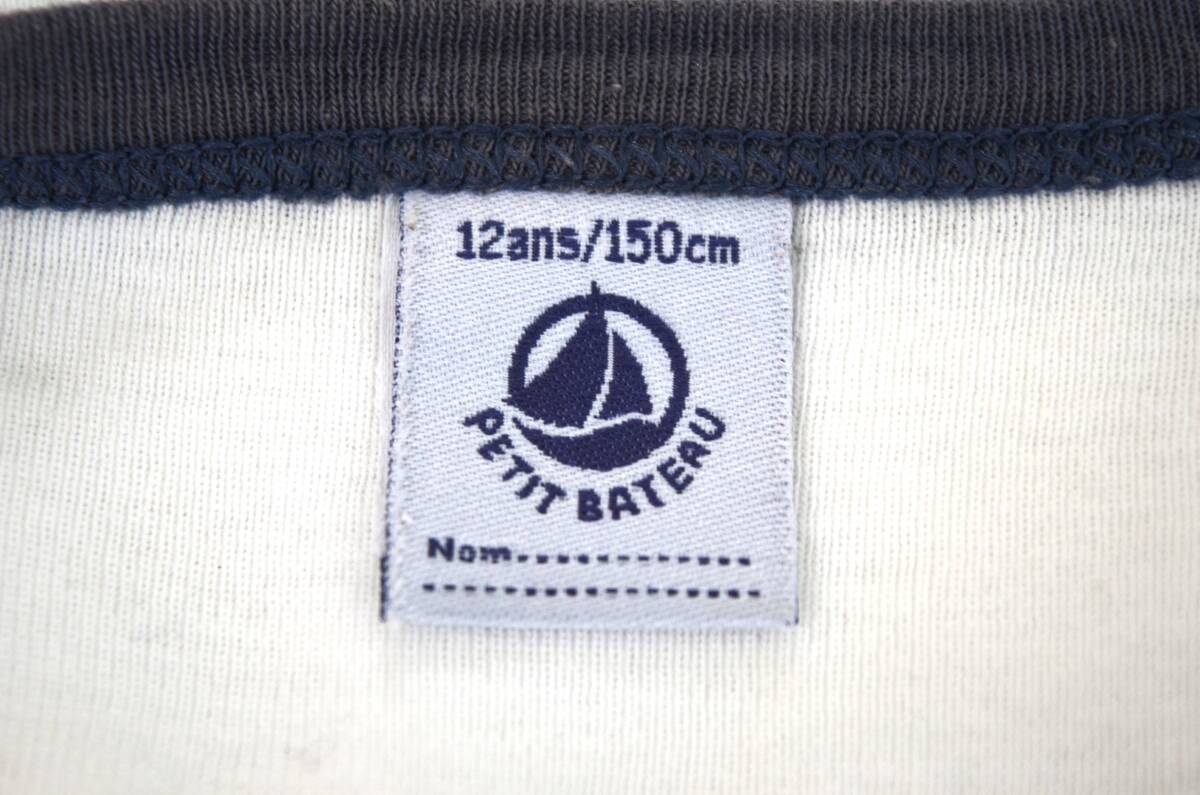 12ans/150cm
PETIT BATEAU
Nom............
....................